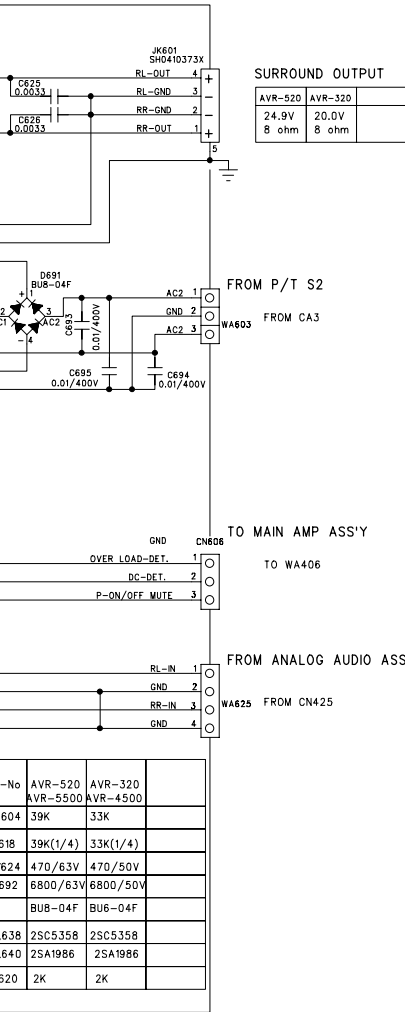 JK601
SH0410373X
RL-OUT 4 +
C625
0.0033
RL-GND 3 -
RR-GND 2 -
C626
0.0033
RR-OUT 1 +
5
SURROUND OUTPUT
AVR-520 AVR-320
24.9V 20.0V
8 ohm 8 ohm
D691
BU8-04F
+ 1
2
3
AC2
- 4
C693
0.01/400V
AC2 1
GND 2
AC2 3
WA603
FROM P/T S2
FROM CA3
C695
0.01/400V
C694
0.01/400V
GND CN606
TO MAIN AMP ASS'Y
OVER LOAD-DET. 1
TO WA406
DC-DET. 2
P-ON/OFF MUTE 3
FROM ANALOG AUDIO ASS
RL-IN 1
GND 2
RR-IN 3
WA625 FROM CN425
GND 4
-No AVR-520 AVR-320
AVR-5500 AVR-4500
604 39K 33K
618 39K(1/4) 33K(1/4)
624 470/63V 470/50V
692 6800/63V 6800/50V
BU8-04F BU6-04F
638 2SC5358 2SC5358
640 2SA1986 2SA1986
620 2K 2K